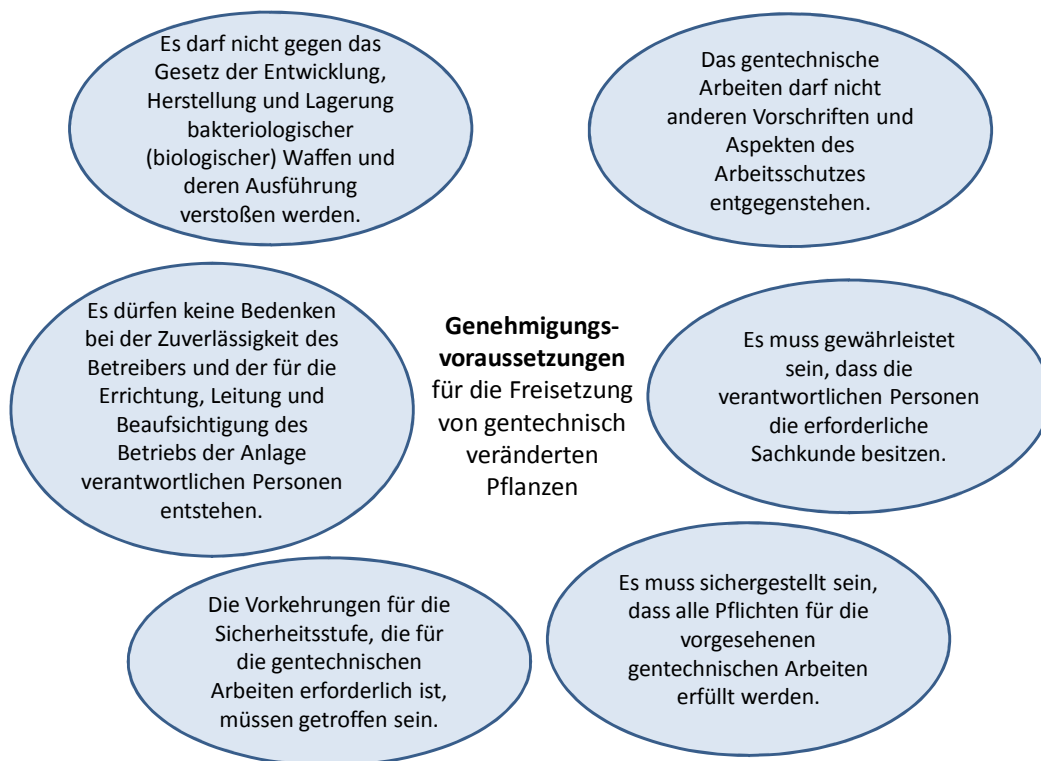 Es darf nicht gegen das
Gesetz der Entwicklung,
Herstellung und Lagerung
bakteriologischer
(biologischer) Waffen und
deren Ausführung
verstoßen werden.
Das gentechnische
Arbeiten darf nicht
anderen Vorschriften und
Aspekten des
Arbeitsschutzes
entgegenstehen.
Es dürfen keine Bedenken
bei der Zuverlässigkeit des
Betreibers und der für die
Errichtung, Leitung und
Beaufsichtigung des
Betriebs der Anlage
verantwortlichen Personen
entstehen.
Genehmigungs-
voraussetzungen
für die Freisetzung
von gentechnisch
veränderten
Pflanzen
Es muss gewährleistet
sein, dass die
verantwortlichen Personen
die erforderliche
Sachkunde besitzen.
Die Vorkehrungen für die
Sicherheitsstufe, die für
die gentechnischen
Arbeiten erforderlich ist,
müssen getroffen sein.
Es muss sichergestellt sein,
dass alle Pflichten für die
vorgesehenen
gentechnischen Arbeiten
erfüllt werden.